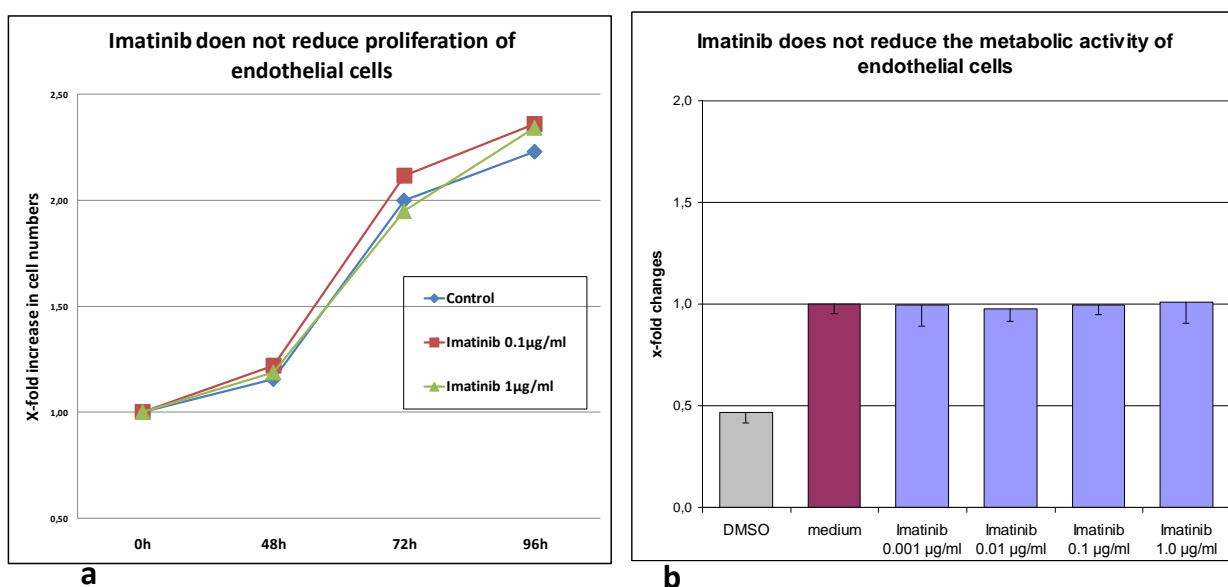 Imatinib doen not reduce proliferation of
endothelial cells
X-fold increase in cell numbers
2,50
2,00
1,50
1,00
0,50
0h 48h 72h 96h
Control
Imatinib 0.1µg/ml
Imatinib 1µg/ml
a
Imatinib does not reduce the metabolic activity of
endothelial cells
x-fold changes
2,0
1,5
1,0
0,5
0,0
DMSO medium Imatinib Imatinib Imatinib Imatinib
0.001 µg/ml 0.01 µg/ml 0.1 µg/ml 1.0 µg/ml
b